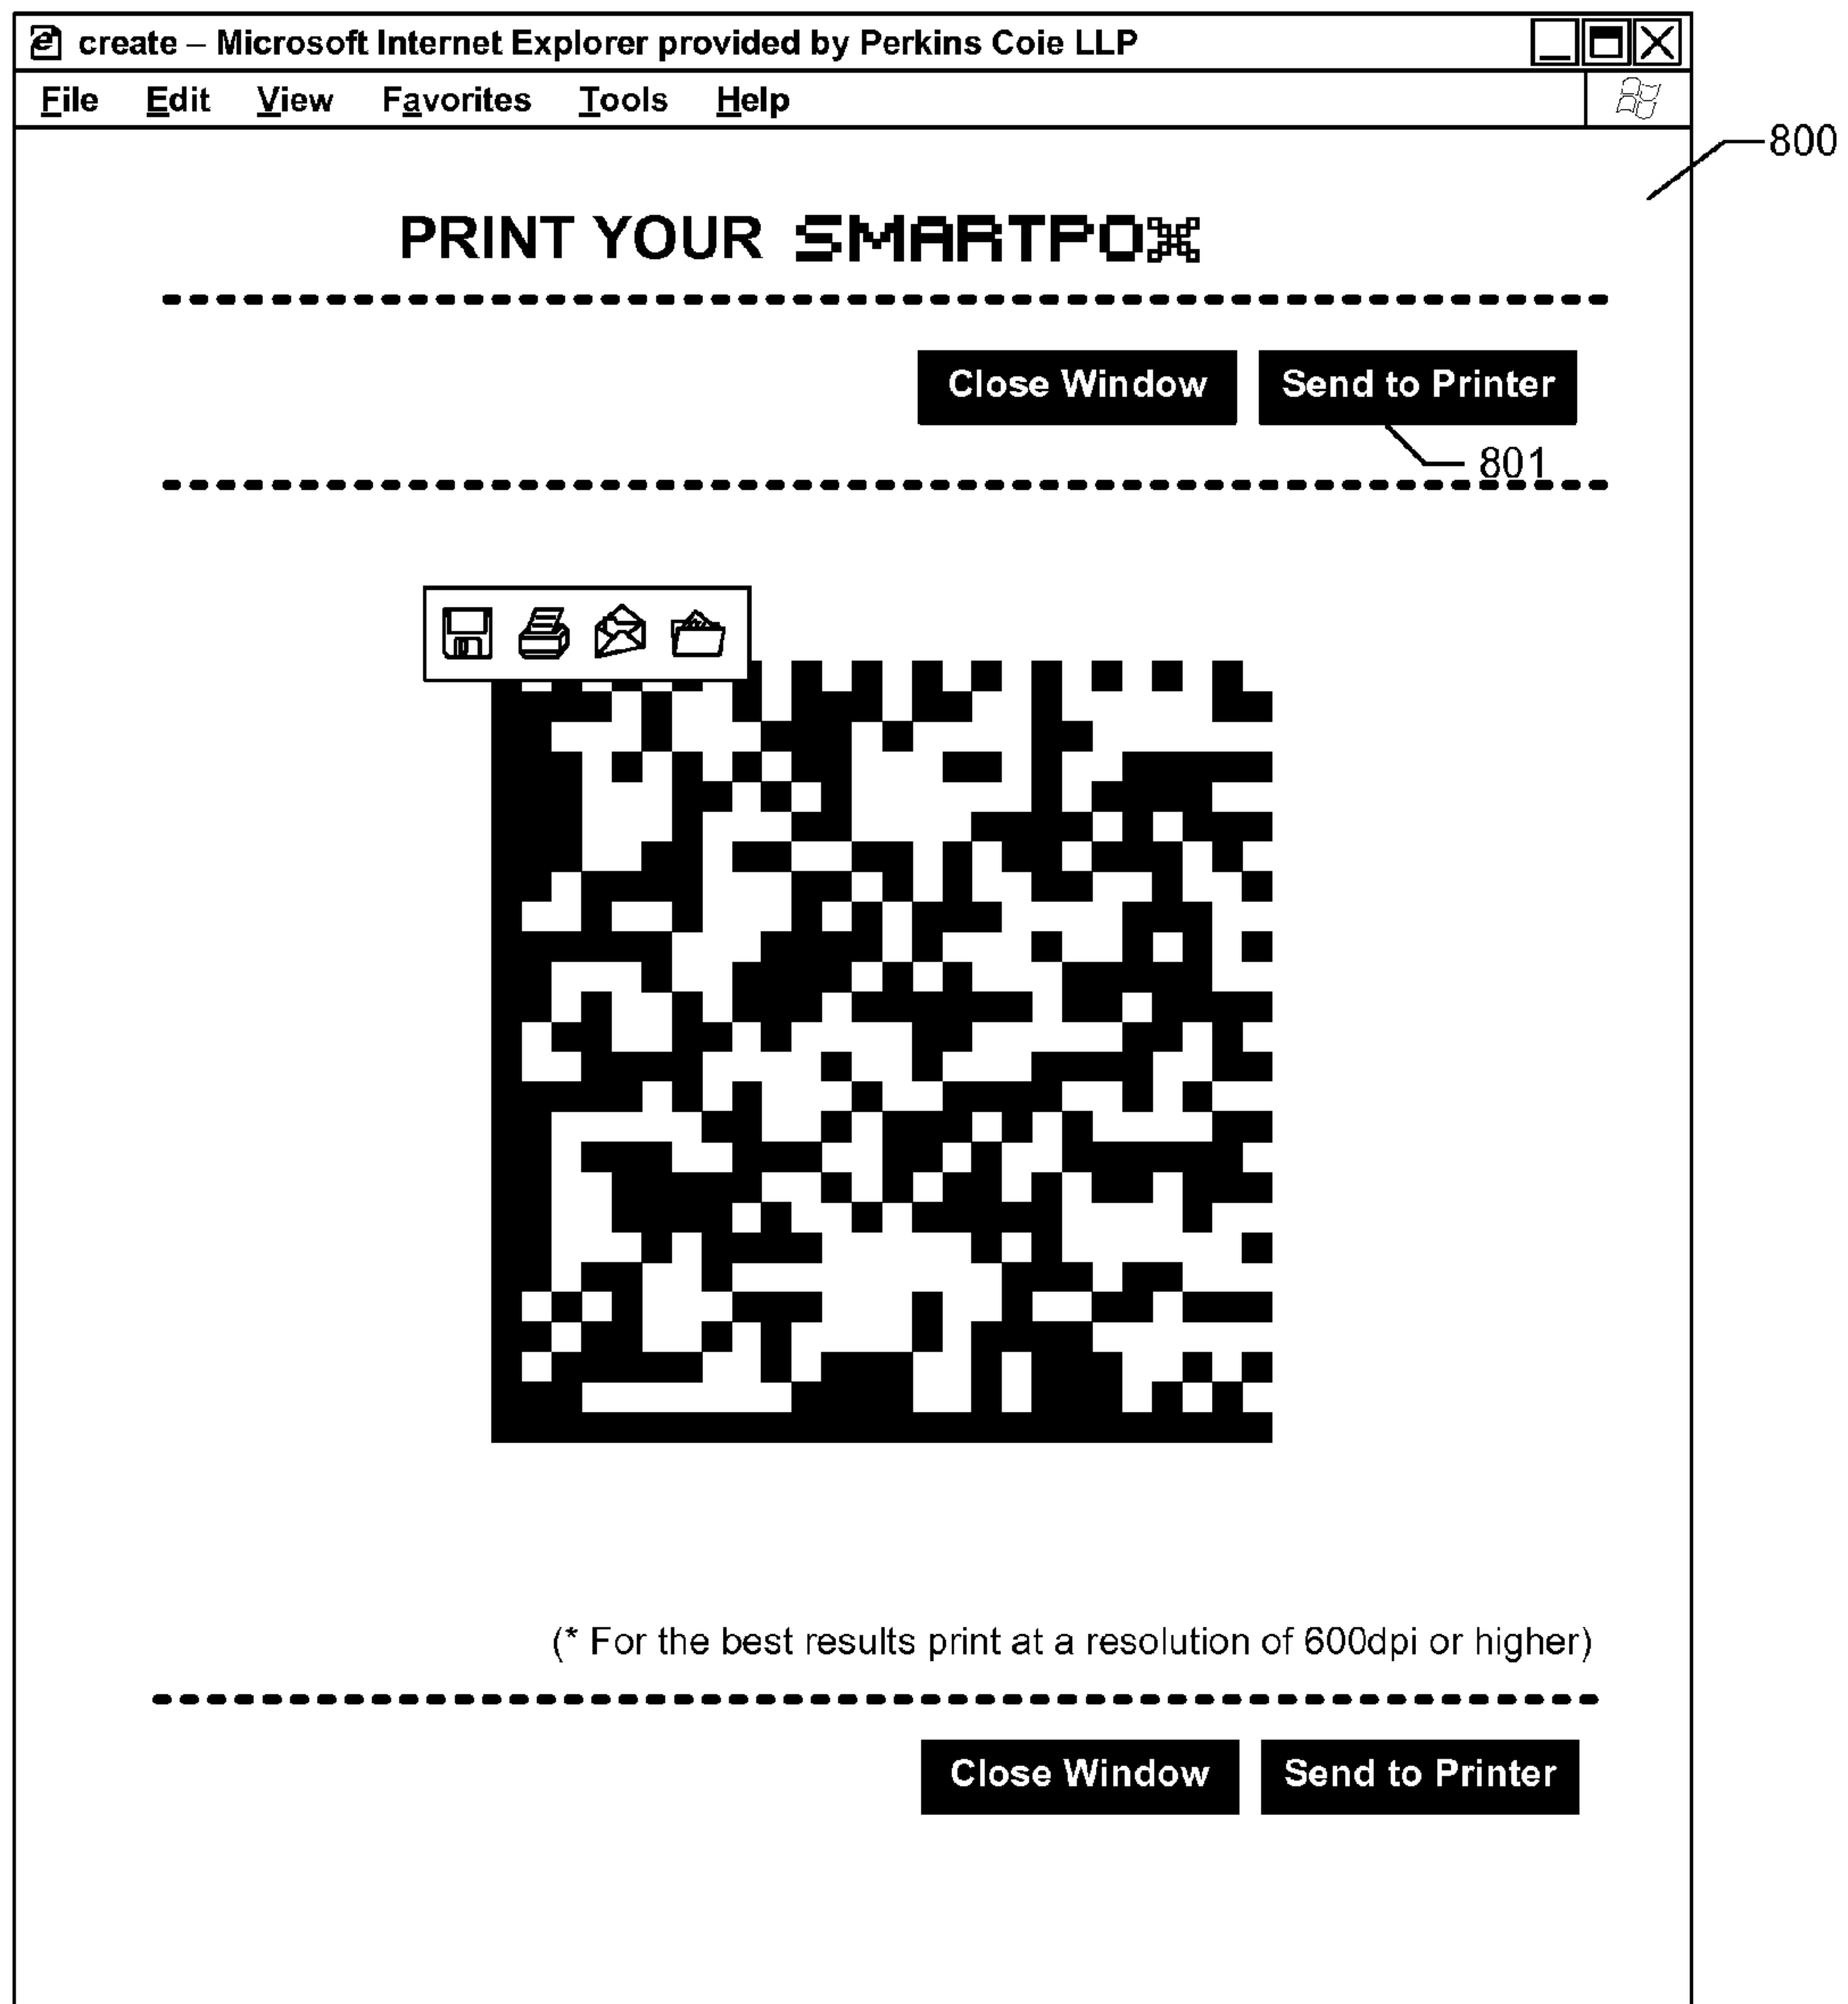 create – Microsoft Internet Explorer provided by Perkins Coie LLP
File Edit View Favorites Tools Help
800
PRINT YOUR SMARTPOX
Close Window Send to Printer
801
(* For the best results print at a resolution of 600dpi or higher)
Close Window Send to Printer